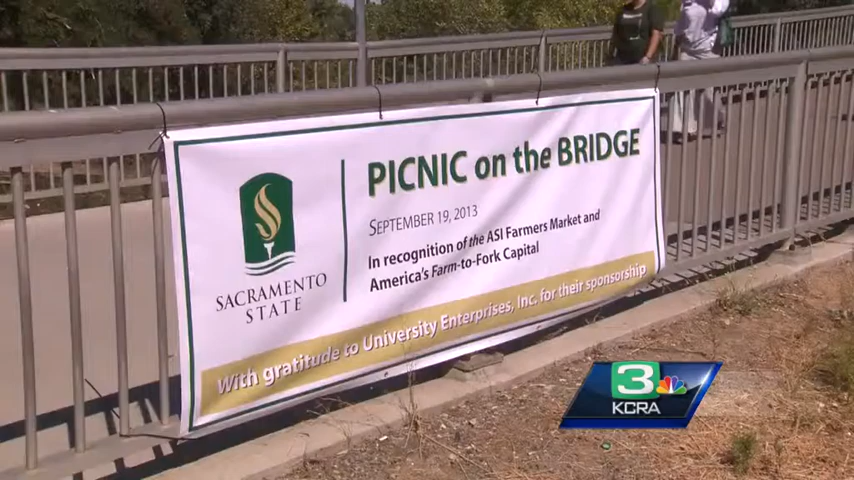 PICNIC on the BRIDGE
SEPTEMBER 19, 2013
In recognition of the ASI Farmers Market and
America's Farm-to-Fork Capital
SACRAMENTO
STATE
With gratitude to University Enterprises, Inc. for their sponsorship
3
KCRA